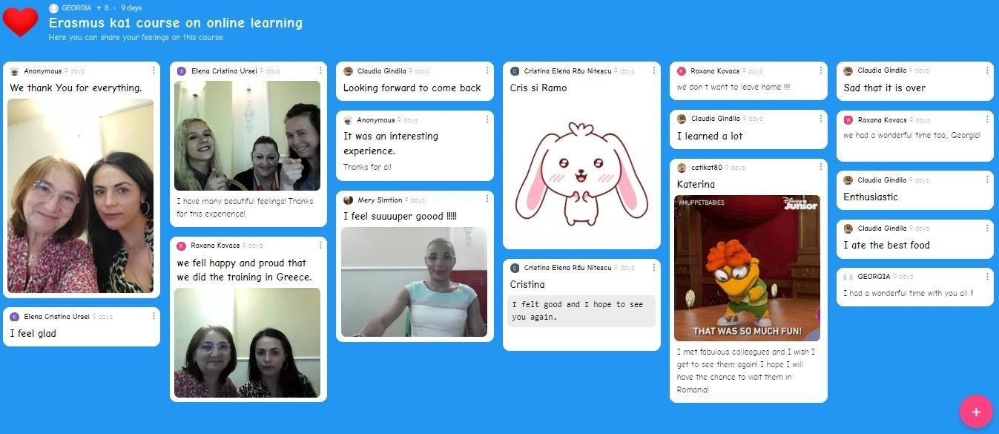 GEORGIA + 8 • 9 days
Erasmus ka1 course on online learning
Here you can share your feelings on this course.
Anonymous 9 days
We thank You for everything.
Elena Cristina Ursei 9 days
I feel glad
E Elena Cristina Ursei 9 days
I have many beautiful feelings! Thanks
for this experience!
R Roxana Kovacs 9 days
we fell happy and proud that
we did the training in Greece.
Claudia Gindila 9 days
Looking forward to come back
Anonymous 9 days
It was an interesting
experience.
Thanks for al!
Mery Simtion 9 days
I feel suuuuper goood !!!!!
C Cristina Elena Rău Nitescu 9 days
Cris si Ramo
C Cristina Elena Rău Nitescu 9 days
Cristina
I felt good and I hope to see
you again.
R Roxana Kovacs 9 days
we don t want to leave home !!!!
Claudia Gindila 9 days
I learned a lot
catikat80 9 days
Katerina
#MUPPETBABIES
Disney
Junior
THAT WAS SO MUCH FUN!
I met fabulous colleagues and I wish I
get to see them again! I hope I will
have the chance to visit them in
Romania!
Claudia Gindila 9 days
Sad that it is over
R Roxana Kovacs 9 days
we had a wonderful time too, Georgia!
Claudia Gindila 9 days
Enthusiastic
Claudia Gindila 9 days
I ate the best food
GEORGIA 9 days
I had a wonderful time with you all !!
+